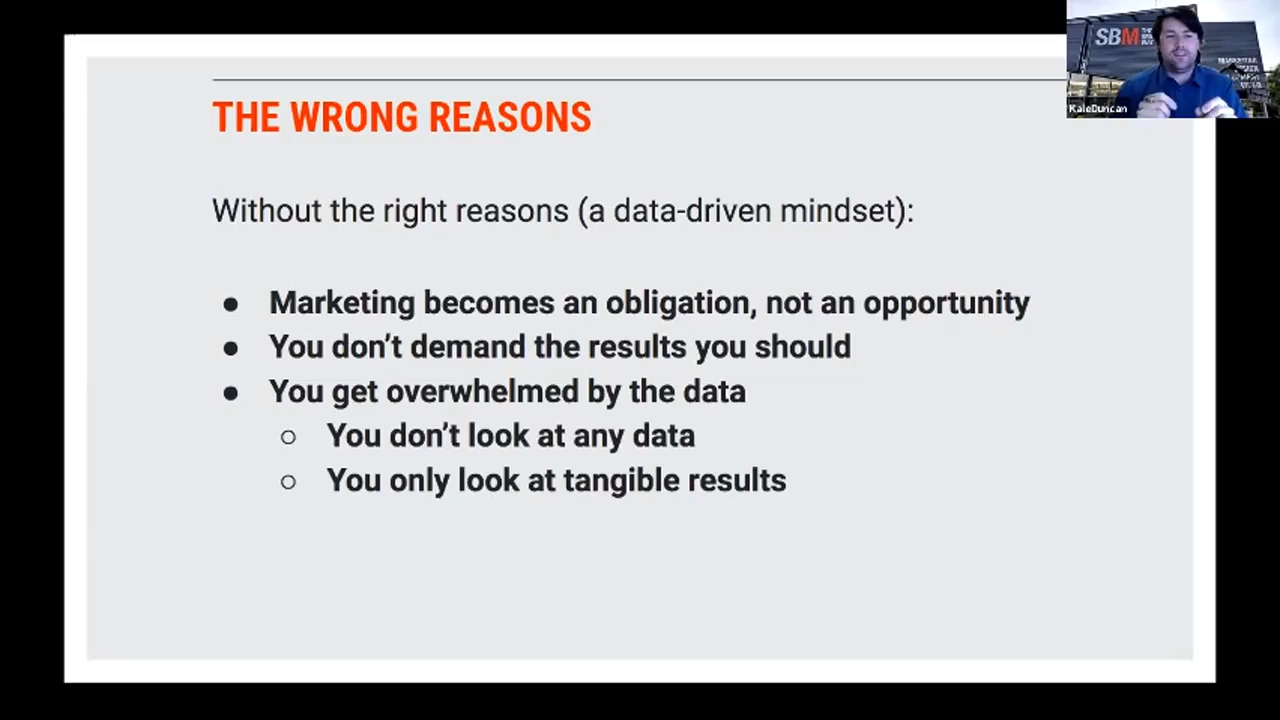 THE WRONG REASONS
Without the right reasons (a data-driven mindset):
● Marketing becomes an obligation, not an opportunity
● You don’t demand the results you should
● You get overwhelmed by the data
○ You don’t look at any data
○ You only look at tangible results
SBM
KaleDuncan